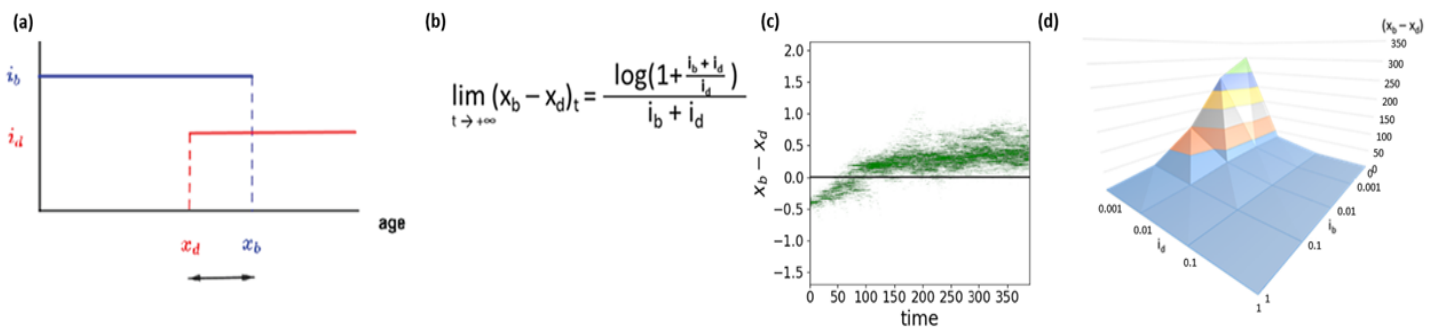 (a)
i_b
i_d
age
x_d
x_b
(b)
lim (x_b – x_d)_t = log(1+ (i_b + i_d)/i_d ) / (i_b + i_d)
t → +∞
(c)
x_b − x_d
2.0
1.5
1.0
0.5
0.0
−0.5
−1.0
−1.5
0 50 100 150 200 250 300 350
time
(d)
(x_b – x_d)
350
300
250
200
150
100
50
0
0
0.001
0.01
0.1
1
i_b
0.001
0.01
0.1
1
i_d